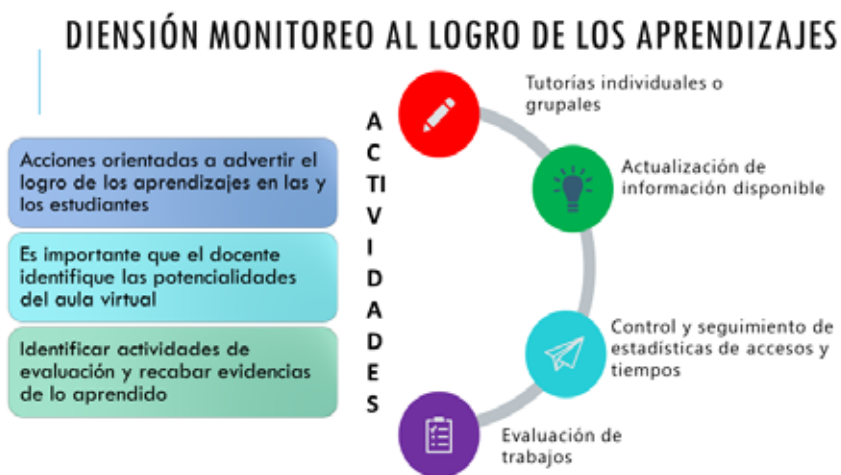 DIENSIÓN MONITOREO AL LOGRO DE LOS APRENDIZAJES
Acciones orientadas a advertir el
logro de los aprendizajes en las y
los estudiantes
Es importante que el docente
identifique las potencialidades
del aula virtual
Identificar actividades de
evaluación y recabar evidencias
de lo aprendido
A
C
TI
V
I
D
A
D
E
S
Tutorías individuales o
grupales
Actualización de
información disponible
Control y seguimiento de
estadísticas de accesos y
tiempos
Evaluación de
trabajos